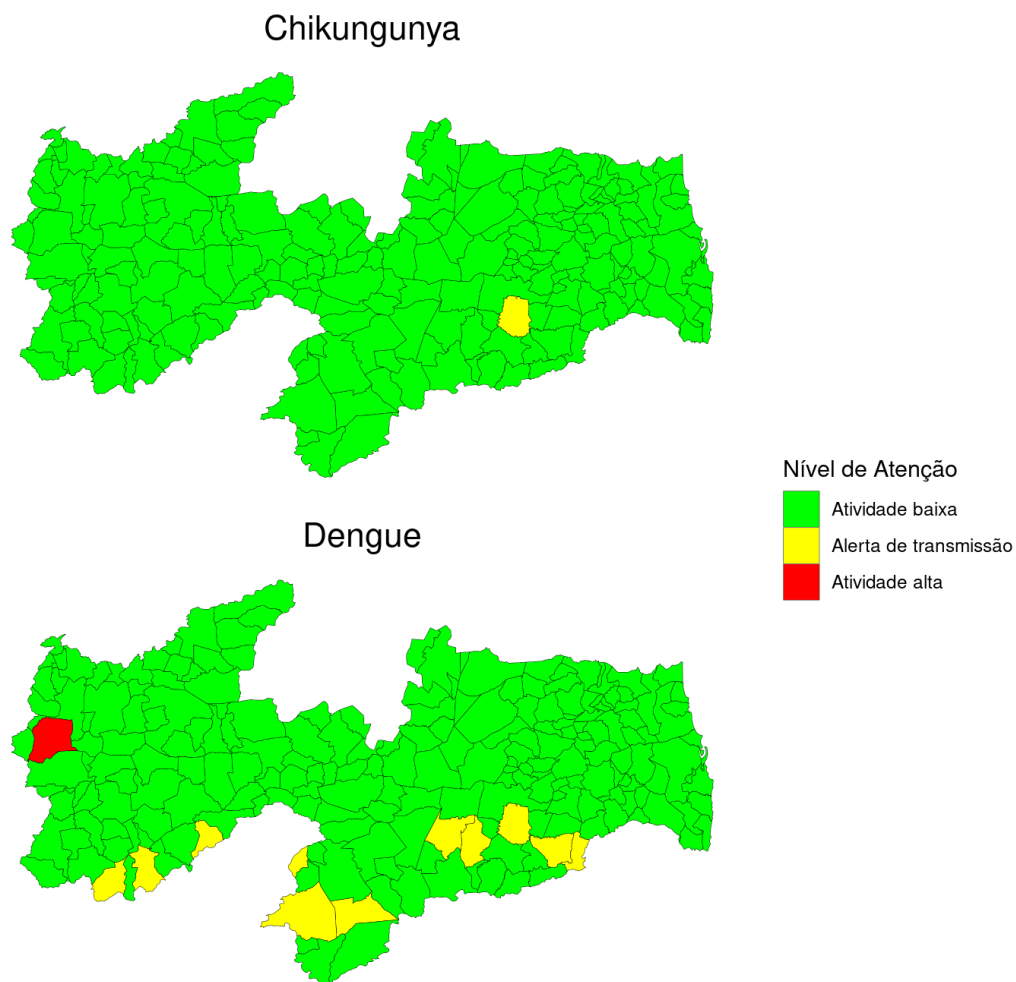 Chikungunya
Nível de Atenção
Atividade baixa
Alerta de transmissão
Atividade alta
Dengue